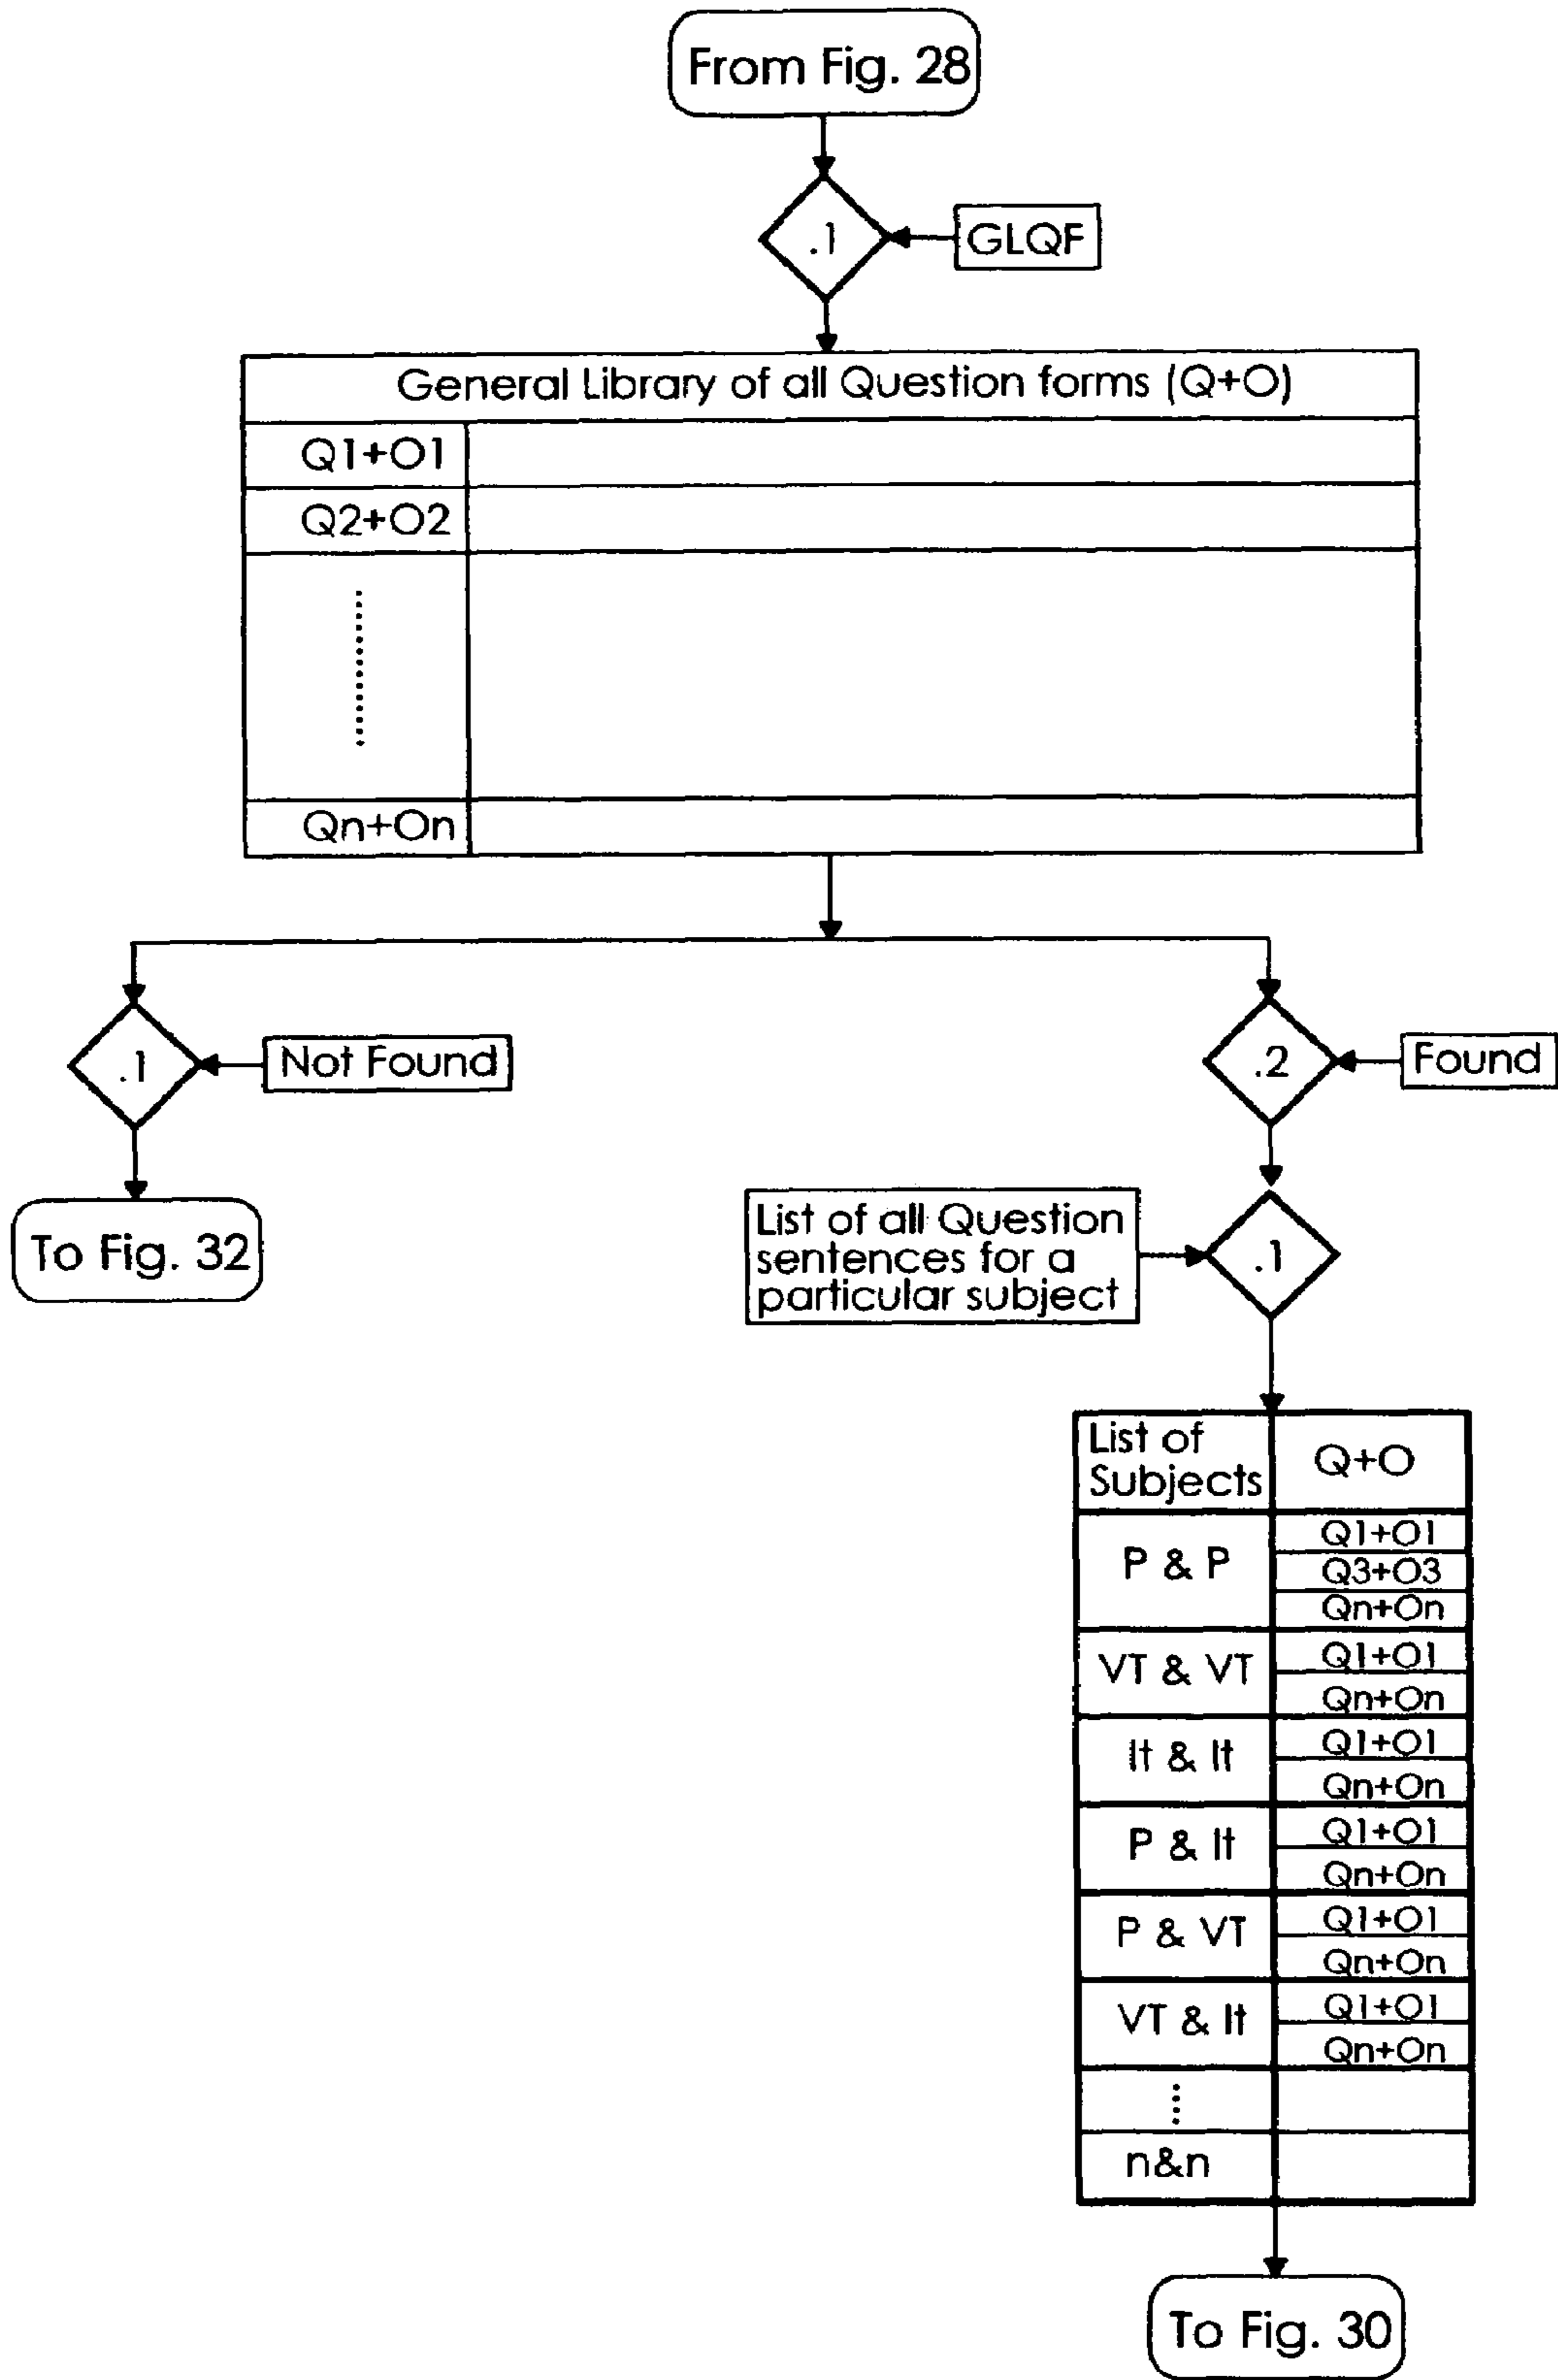 From Fig. 28
.1
GLQF
General Library of all Question forms (Q+O)
Q1+O1
Q2+O2
Qn+On
.1
Not Found
.2
Found
To Fig. 32
List of all Question
sentences for a
particular subject
.1
List of
Subjects
Q+O
P & P
Q1+O1
Q3+O3
Qn+On
VT & VT
Q1+O1
Qn+On
It & It
Q1+O1
Qn+On
P & It
Q1+O1
Qn+On
P & VT
Q1+O1
Qn+On
VT & It
Q1+O1
Qn+On
n&n
To Fig. 30